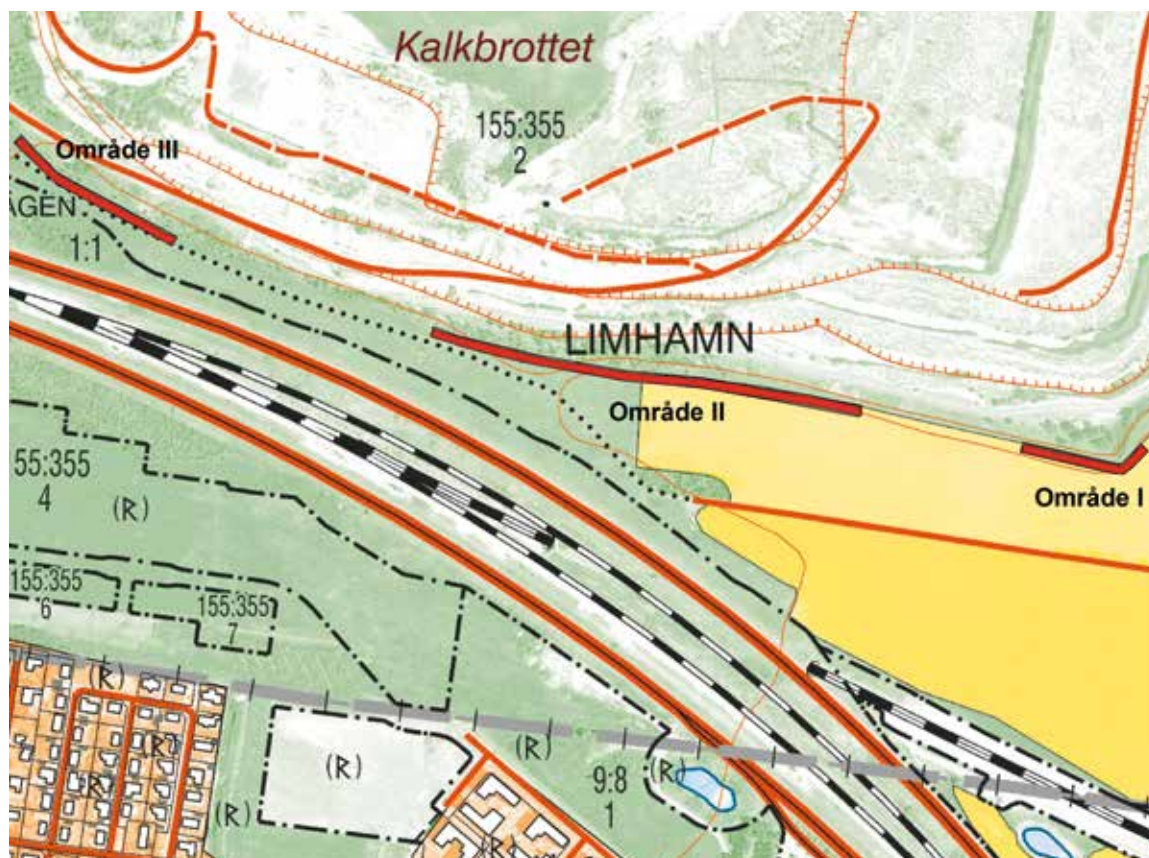 Kalkbrottet
155:355
2
Område III
AGEN
1:1
LIMHAMN
Område II
Område I
55:355
4
(R)
155:355
6
155:355
7
(R)
(R)
(R)
(R)
(R)
(R)
(R)
9:8
1
(R)
(R)